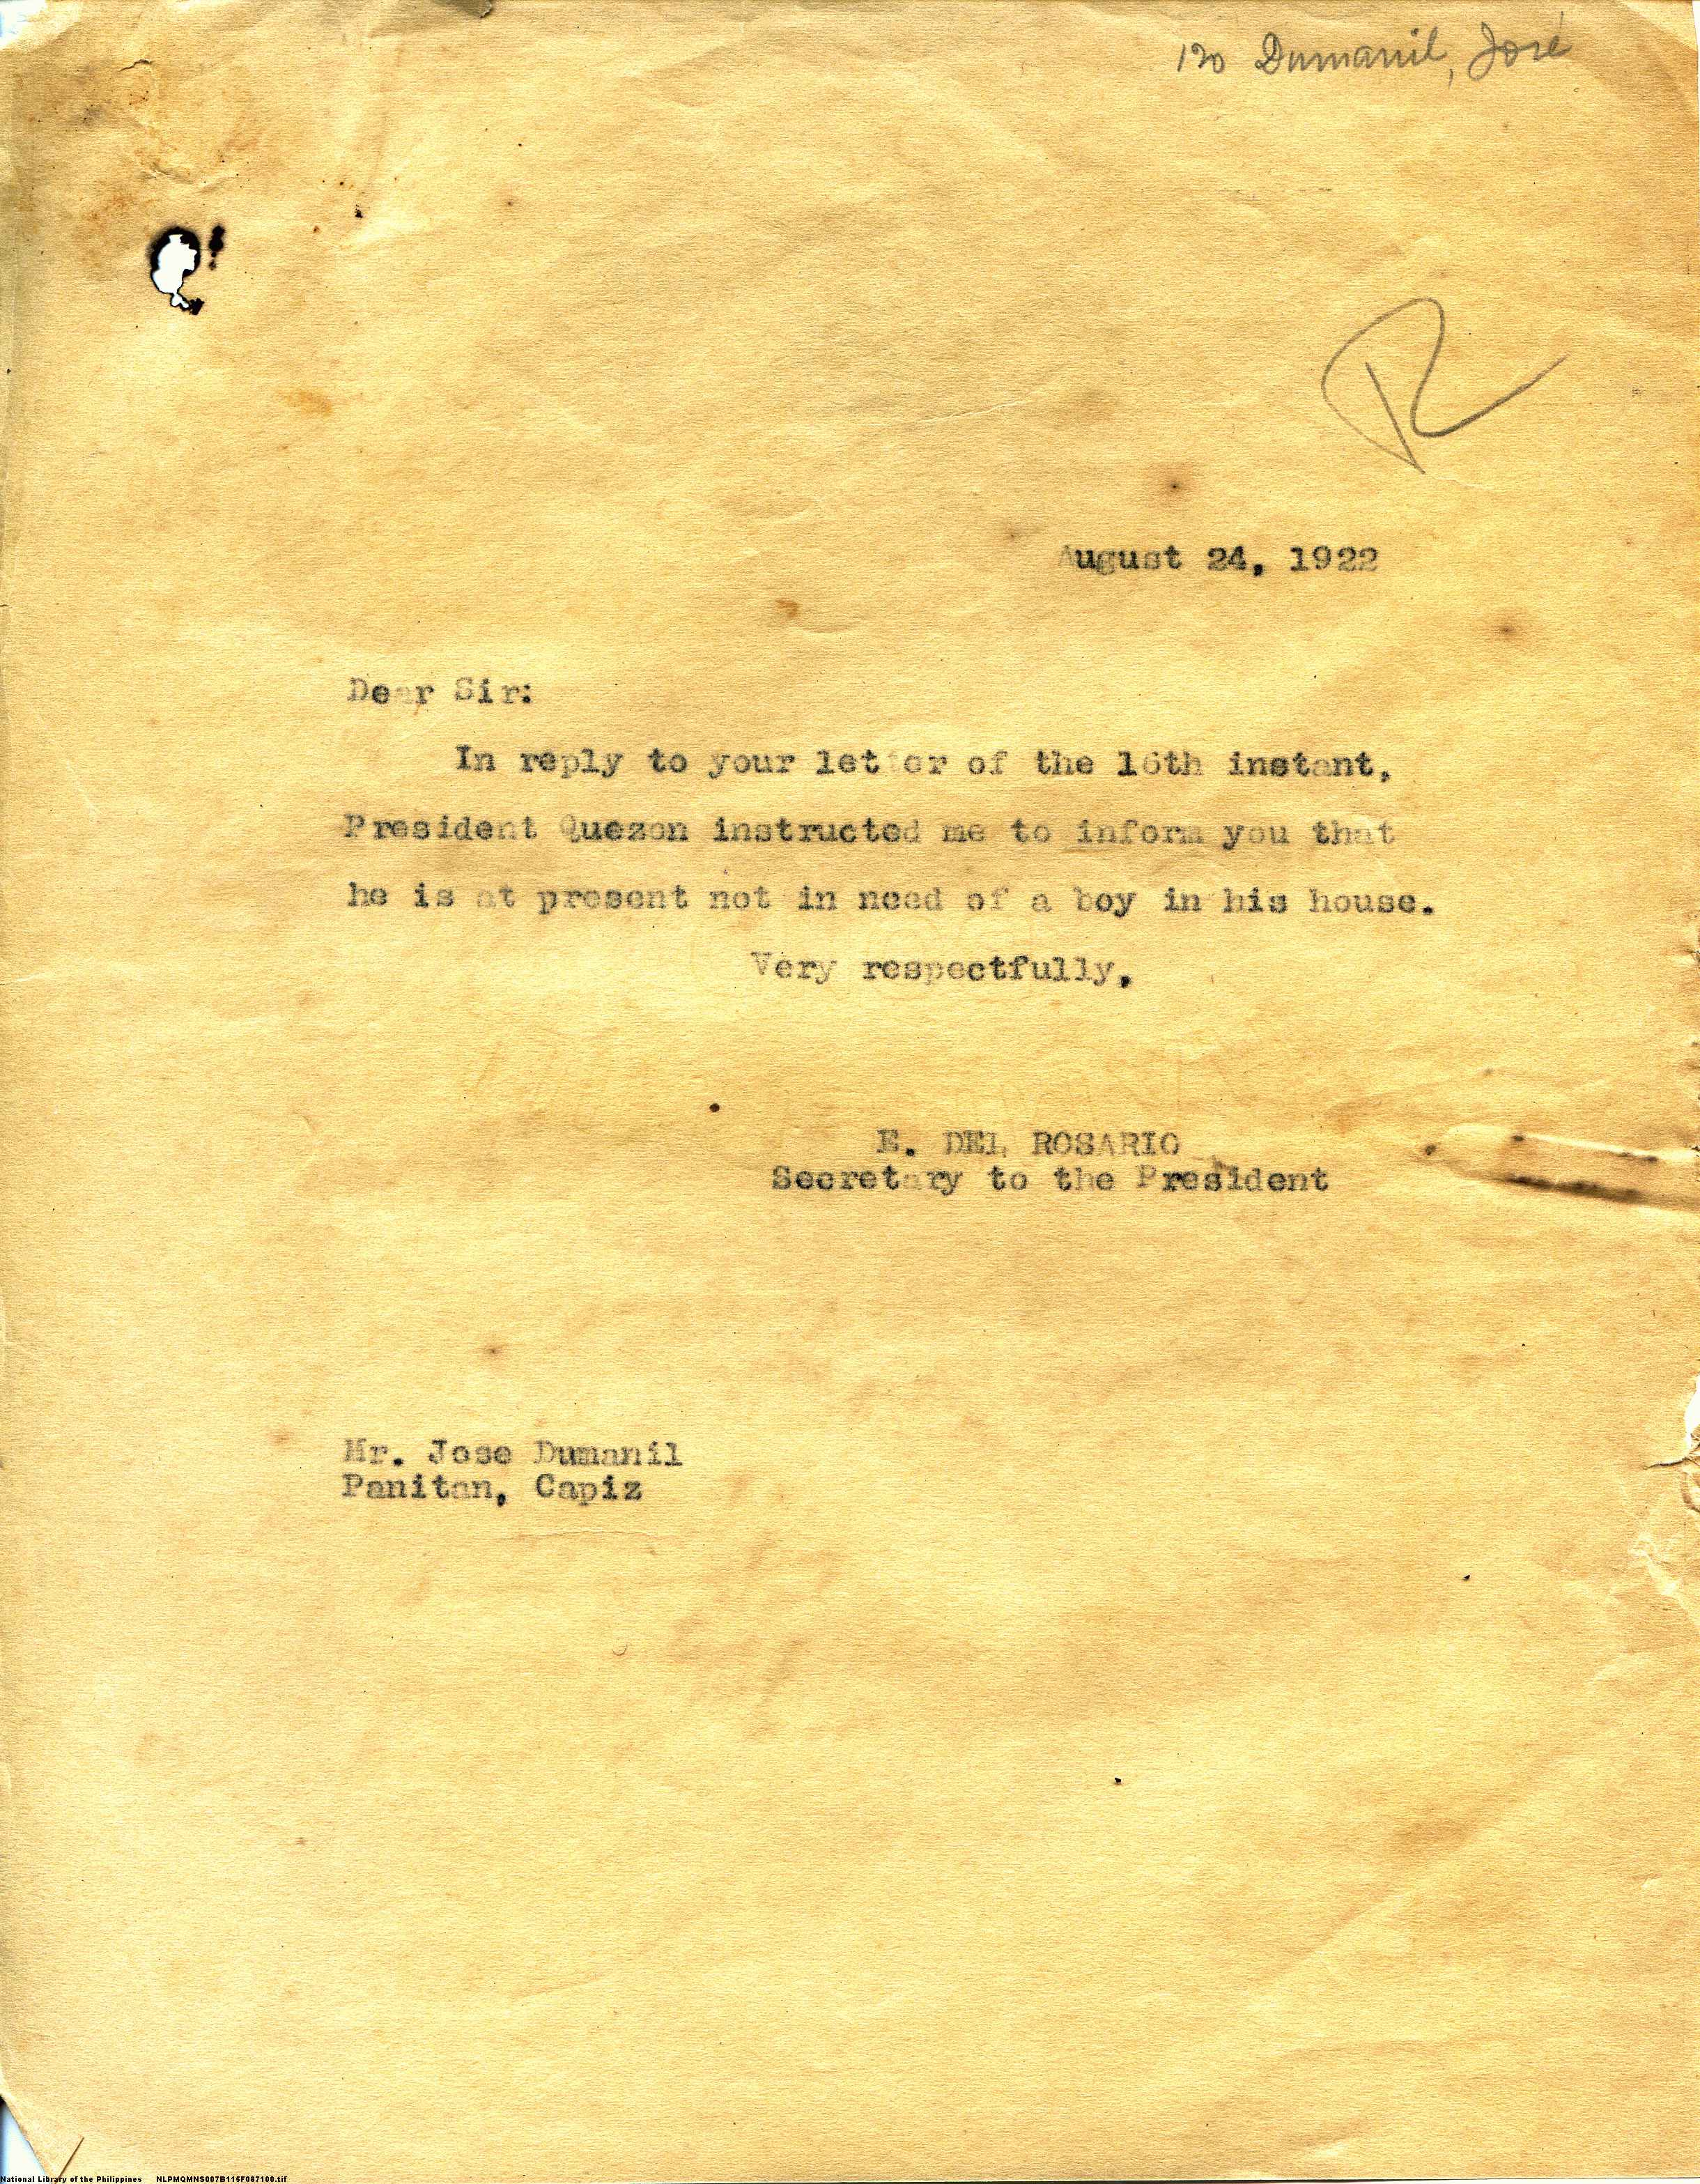 120 Dumanil, José
R
August 24, 1922
Dear Sir:
In reply to your letter of the 16th instant,
President Quezon instructed me to inform you that
he is at present not in need of a boy in his house.
Very respectfully,
E. DEL ROSARIO
Secretary to the President
Mr. Jose Dumanil
Panitan, Capiz
National Library of the Philippines NLPMQMNS007B115F087100.tif